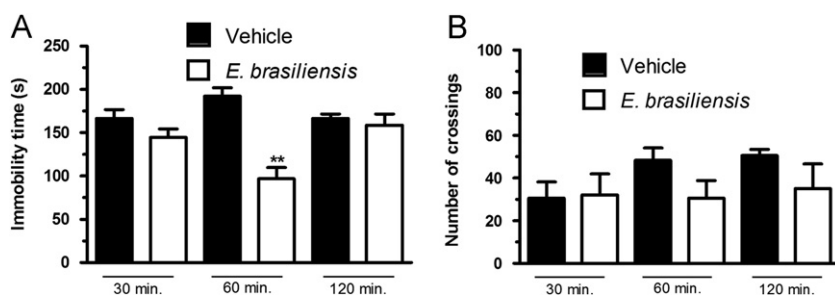 A
Immobility time (s)
250
200
150
100
50
0
Vehicle
E. brasiliensis
**
30 min.
60 min.
120 min.
B
Number of crossings
100
80
60
40
20
0
Vehicle
E. brasiliensis
30 min.
60 min.
120 min.